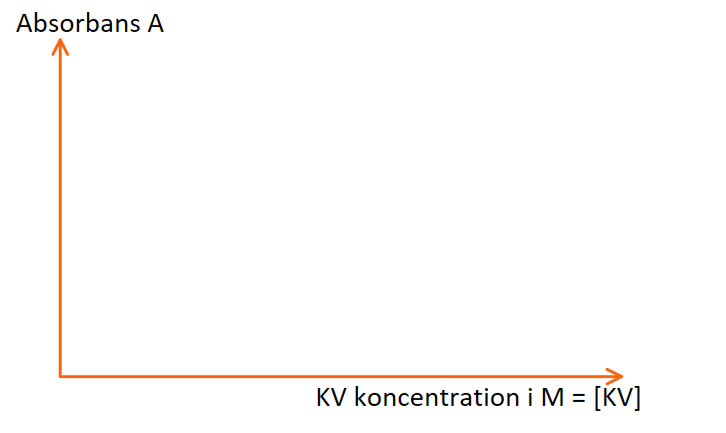 Absorbans A
KV koncentration i M = [KV]